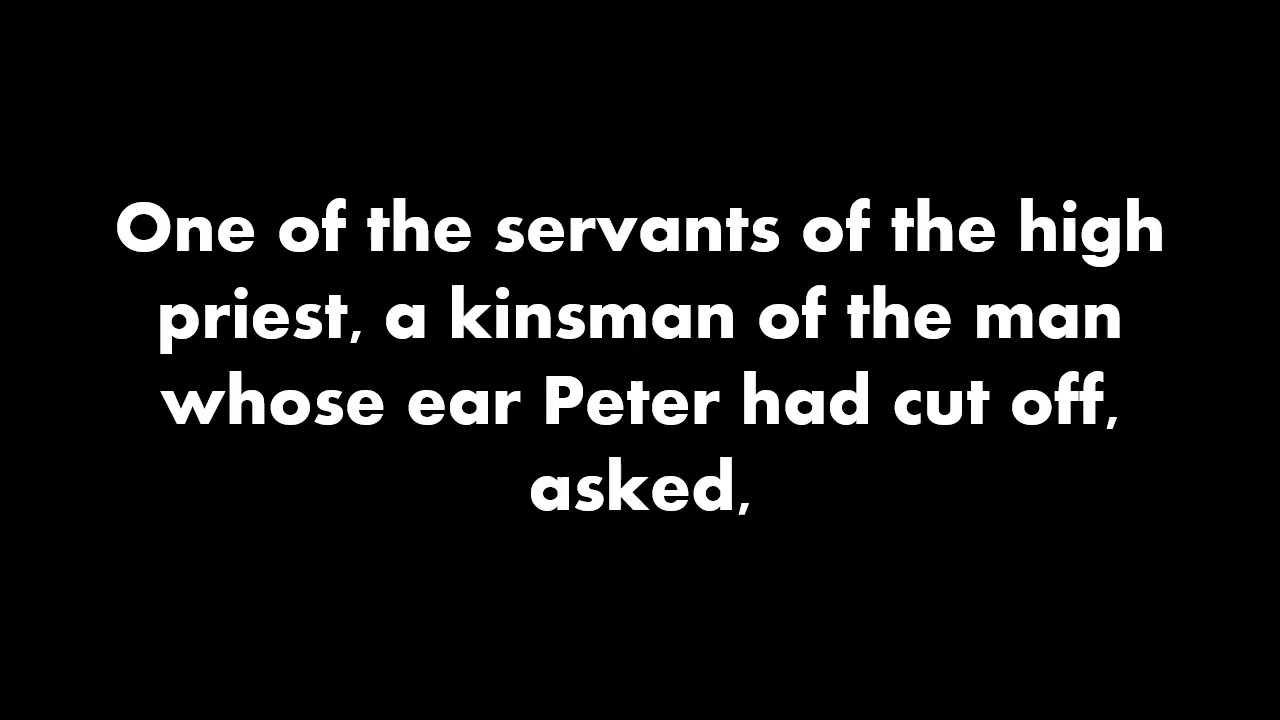 One of the servants of the high
priest, a kinsman of the man
whose ear Peter had cut off,
asked,